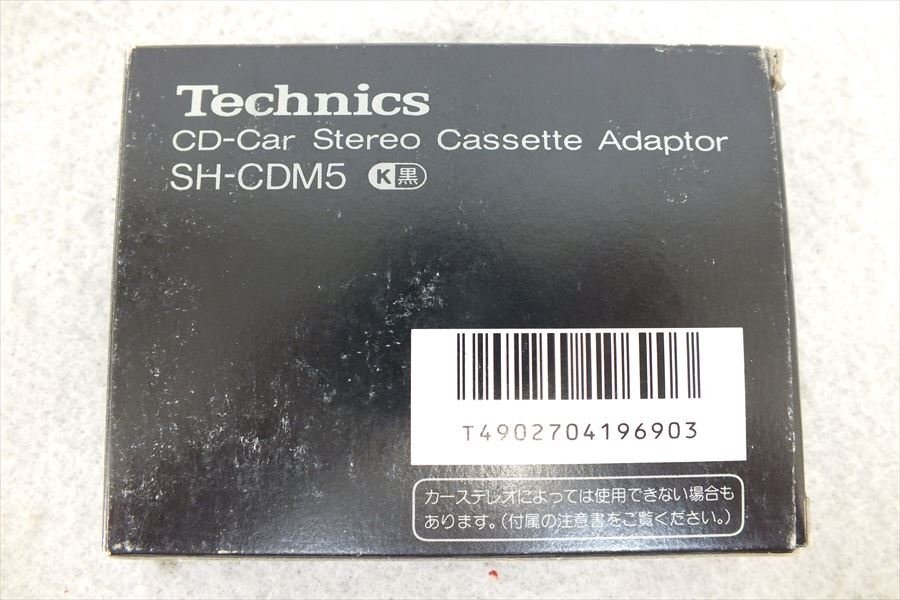 Technics
CD-Car Stereo Cassette Adaptor
SH-CDM5 K黒
T4902704196903
カーステレオによっては使用できない場合も
あります。(付属の注意書をご覧ください。)